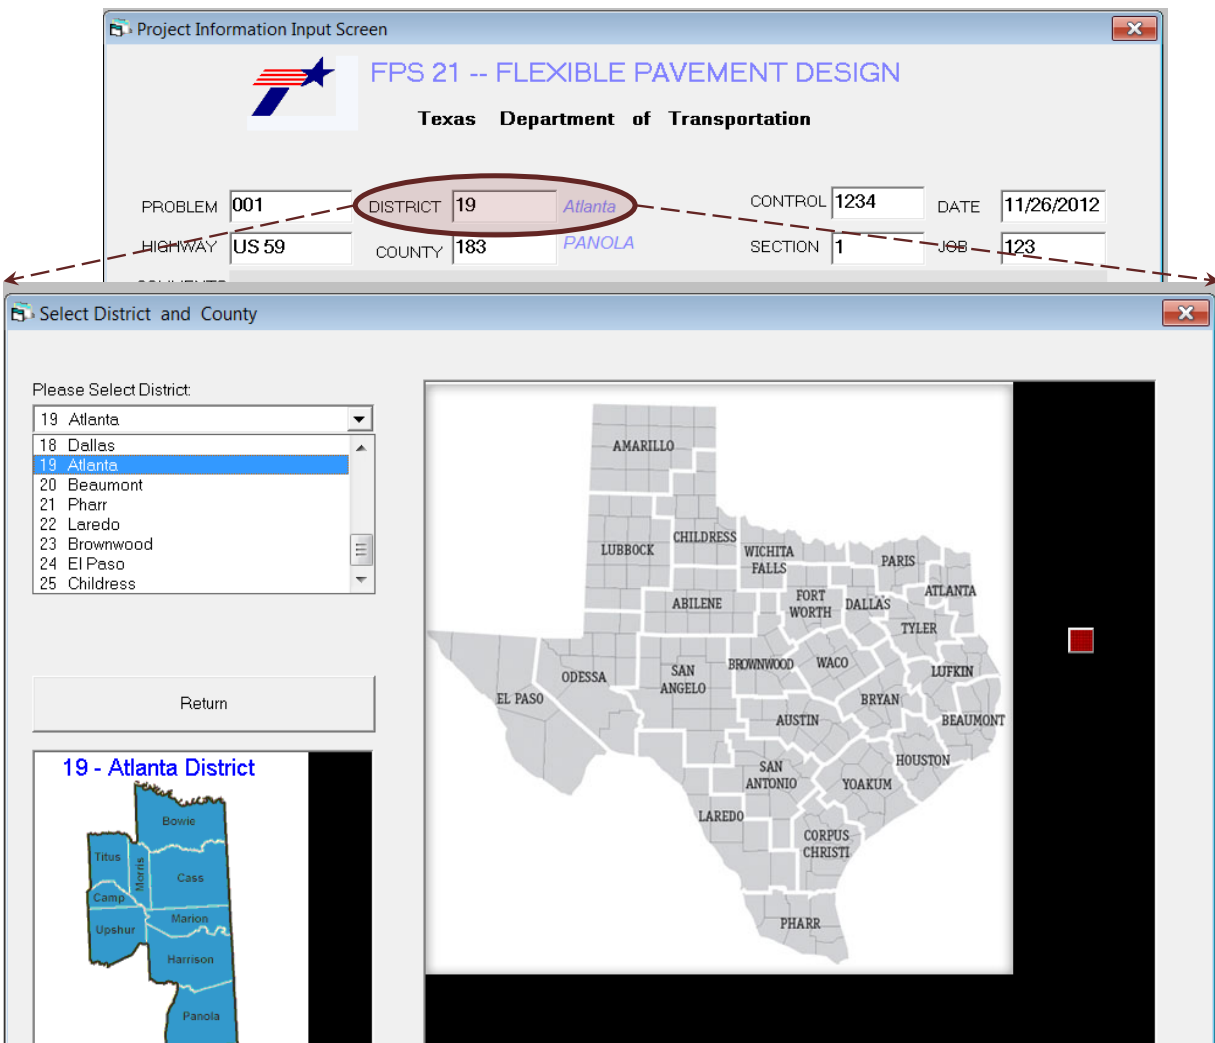 Project Information Input Screen
FPS 21 -- FLEXIBLE PAVEMENT DESIGN
Texas Department of Transportation
PROBLEM 001 DISTRICT 19 Atlanta CONTROL 1234 DATE 11/26/2012
HIGHWAY US 59 COUNTY 183 PANOLA SECTION 1 JOB 123
COMMENTS
Select District and County
Please Select District:
19 Atlanta
18 Dallas
19 Atlanta
20 Beaumont
21 Pharr
22 Laredo
23 Brownwood
24 El Paso
25 Childress
Return
19 - Atlanta District
Bowie
Titus
Morris
Cass
Camp
Marion
Upshur
Harrison
Panola
AMARILLO
LUBBOCK
CHILDRESS
WICHITA
FALLS
PARIS
ABILENE
FORT
WORTH
DALLAS
ATLANTA
TYLER
EL PASO
ODESSA
SAN
ANGELO
BROWNWOOD
WACO
LUFKIN
BRYAN
BEAUMONT
AUSTIN
HOUSTON
SAN
ANTONIO
YOAKUM
LAREDO
CORPUS
CHRISTI
PHARR